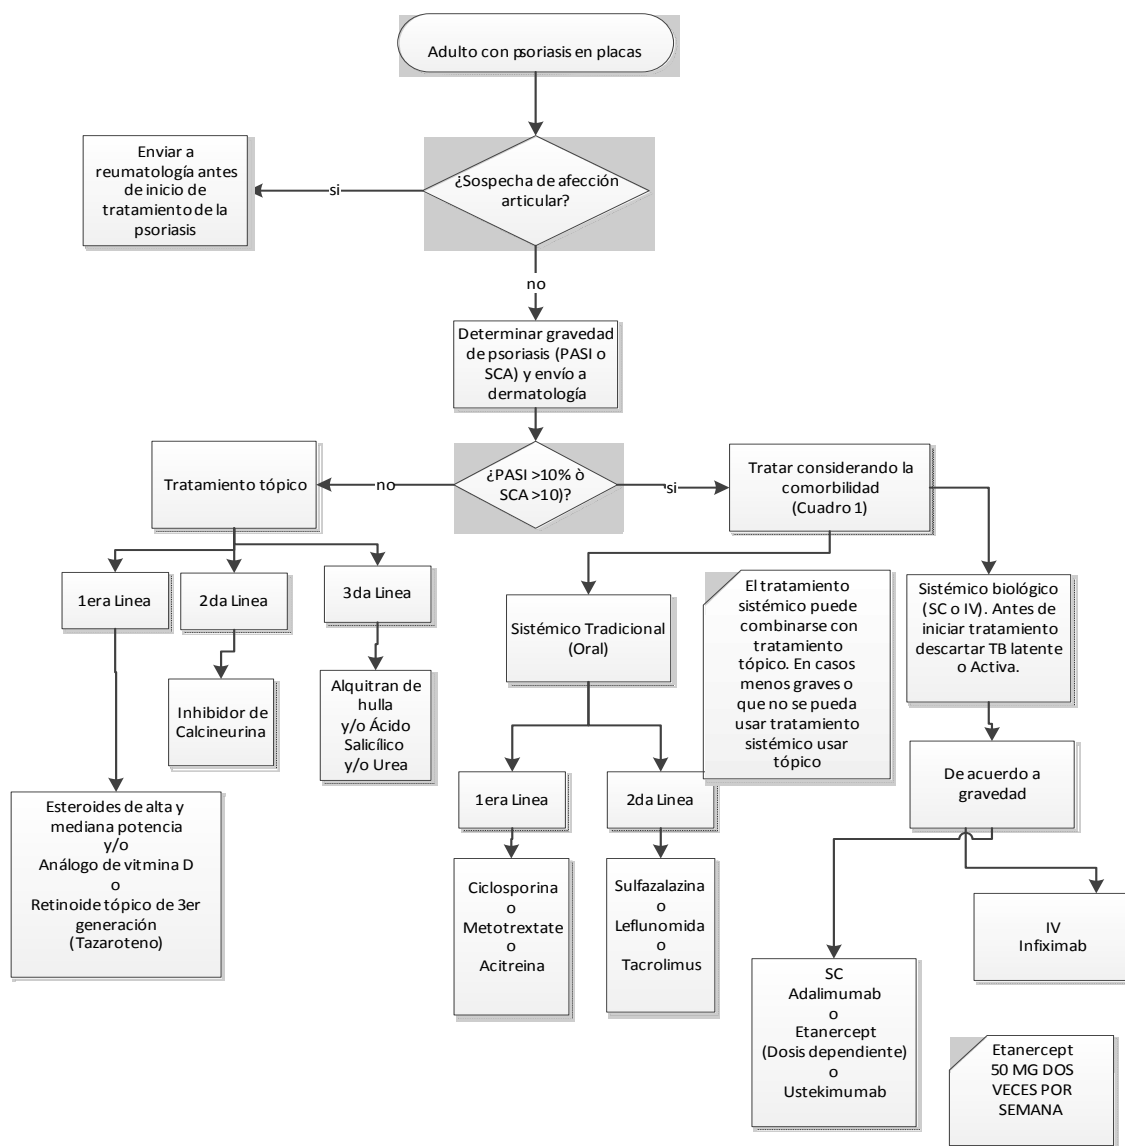 Adulto con psoriasis en placas
Enviar a
reumatología antes
de inicio de
tratamiento de la
psoriasis
si
¿Sospecha de afección
articular?
no
Determinar gravedad
de psoriasis (PASI o
SCA) y envío a
dermatología
Tratamiento tópico
no
¿PASI >10% ò
SCA >10)?
si
Tratar considerando la
comorbilidad
(Cuadro 1)
1era Linea
2da Linea
3da Linea
Inhibidor de
Calcineurina
Alquitran de
hulla
y/o Ácido
Salicílico
y/o Urea
Esteroides de alta y
mediana potencia
y/o
Análogo de vitmina D
o
Retinoide tópico de 3er
generación
(Tazaroteno)
Sistémico Tradicional
(Oral)
El tratamiento
sistémico puede
combinarse con
tratamiento
tópico. En casos
menos graves o
que no se pueda
usar tratamiento
sistémico usar
tópico
Sistémico biológico
(SC o IV). Antes de
iniciar tratamiento
descartar TB latente
o Activa.
1era Linea
2da Linea
De acuerdo a
gravedad
Ciclosporina
o
Metotrextate
o
Acitreina
Sulfazalazina
o
Leflunomida
o
Tacrolimus
IV
Infiximab
SC
Adalimumab
o
Etanercept
(Dosis dependiente)
o
Ustekimumab
Etanercept
50 MG DOS
VECES POR
SEMANA